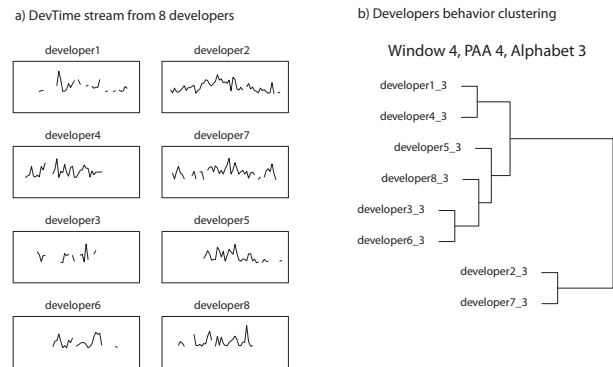 a) DevTime stream from 8 developers
developer1
developer2
developer4
developer7
developer3
developer5
developer6
developer8
b) Developers behavior clustering
Window 4, PAA 4, Alphabet 3
developer1_3
developer4_3
developer5_3
developer8_3
developer3_3
developer6_3
developer2_3
developer7_3